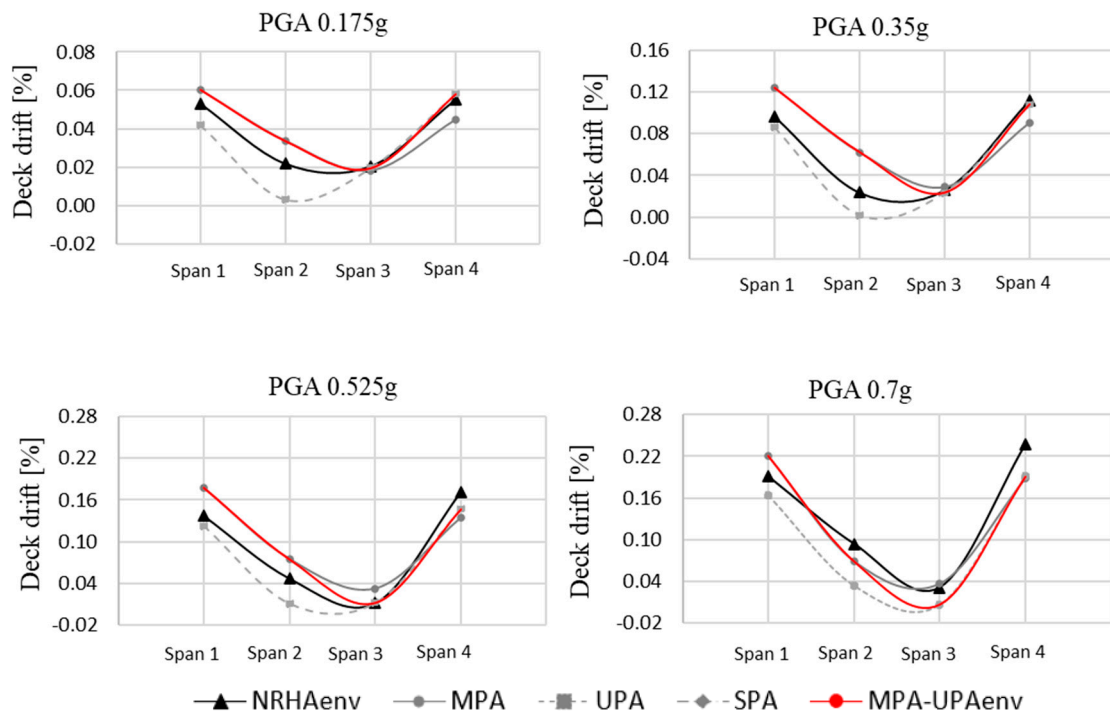 PGA 0.175g
Deck drift [%]
0.08
0.06
0.04
0.02
0.00
-0.02
Span 1 Span 2 Span 3 Span 4
PGA 0.35g
Deck drift [%]
0.16
0.12
0.08
0.04
0.00
-0.04
Span 1 Span 2 Span 3 Span 4
PGA 0.525g
Deck drift [%]
0.28
0.22
0.16
0.10
0.04
-0.02
Span 1 Span 2 Span 3 Span 4
PGA 0.7g
Deck drift [%]
0.28
0.22
0.16
0.10
0.04
-0.02
Span 1 Span 2 Span 3 Span 4
NRHAenv MPA UPA SPA MPA-UPAenv